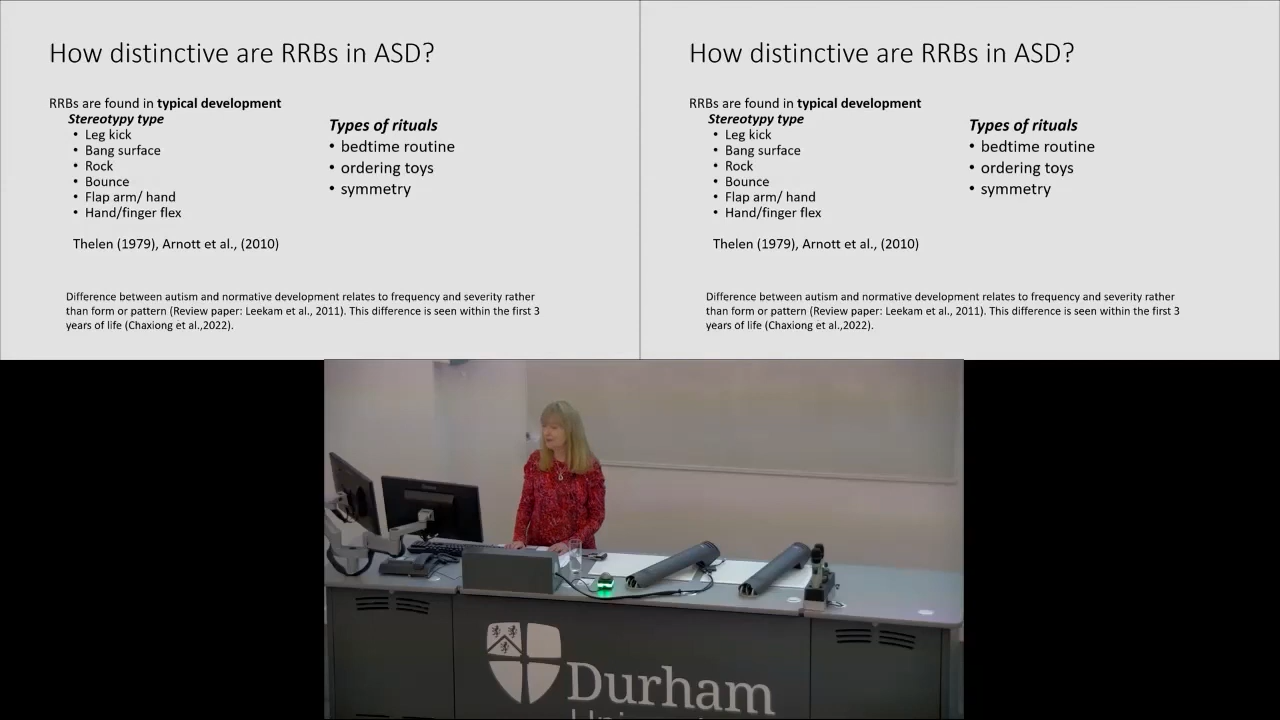 How distinctive are RRBs in ASD?
RRBs are found in typical development
Stereotypy type
• Leg kick
• Bang surface
• Rock
• Bounce
• Flap arm/ hand
• Hand/finger flex
Thelen (1979), Arnott et al., (2010)
Types of rituals
• bedtime routine
• ordering toys
• symmetry
Difference between autism and normative development relates to frequency and severity rather
than form or pattern (Review paper: Leekam et al., 2011). This difference is seen within the first 3
years of life (Chaxiong et al.,2022).
How distinctive are RRBs in ASD?
RRBs are found in typical development
Stereotypy type
• Leg kick
• Bang surface
• Rock
• Bounce
• Flap arm/ hand
• Hand/finger flex
Thelen (1979), Arnott et al., (2010)
Types of rituals
• bedtime routine
• ordering toys
• symmetry
Difference between autism and normative development relates to frequency and severity rather
than form or pattern (Review paper: Leekam et al., 2011). This difference is seen within the first 3
years of life (Chaxiong et al.,2022).
Durham